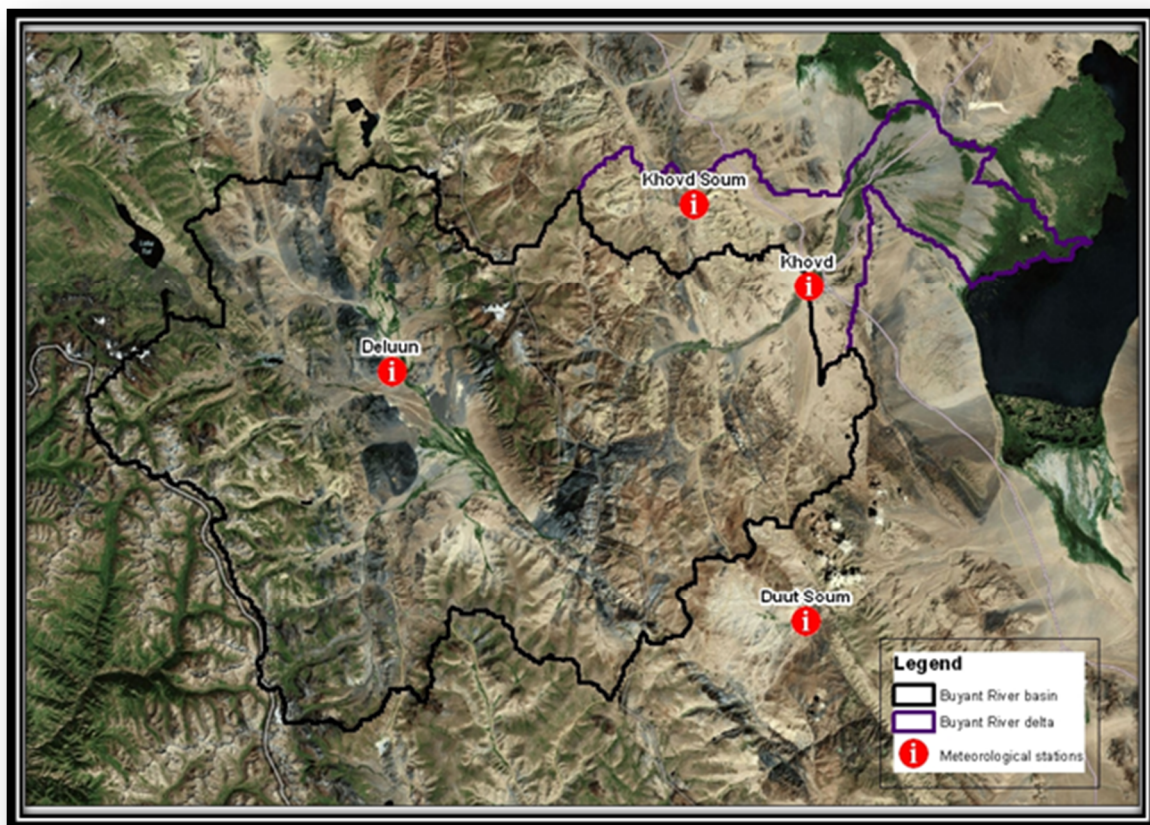 Khovd Soum
Khovd
Deluun
Duut Soum
Legend
Buyant River basin
Buyant River delta
Meteorological stations